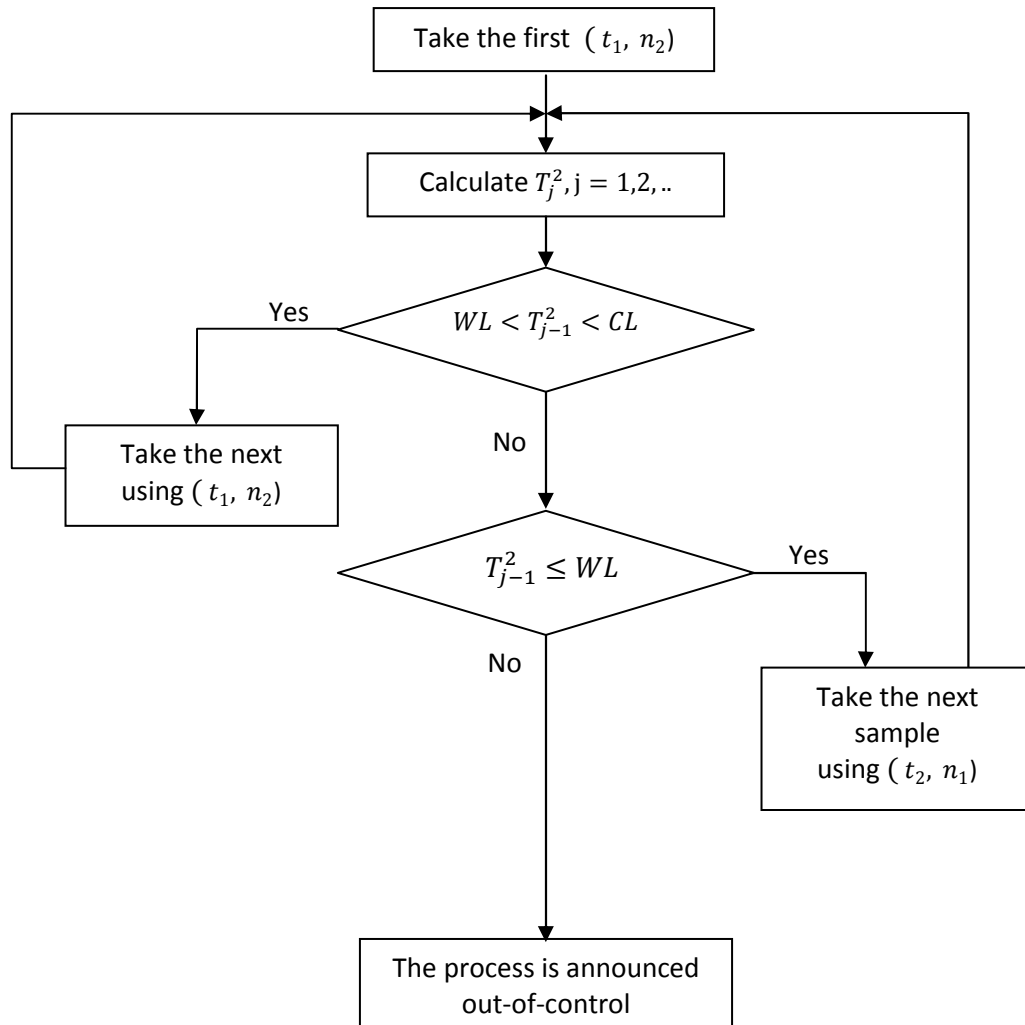 Take the first ( t₁, n₂)
Calculate T_j^2, j = 1,2, ..
Yes
WL < T_{j−1}^2 < CL
Take the next
using ( t₁, n₂)
No
T_{j−1}^2 ≤ WL
Yes
No
Take the next
sample
using ( t₂, n₁)
The process is announced
out-of-control